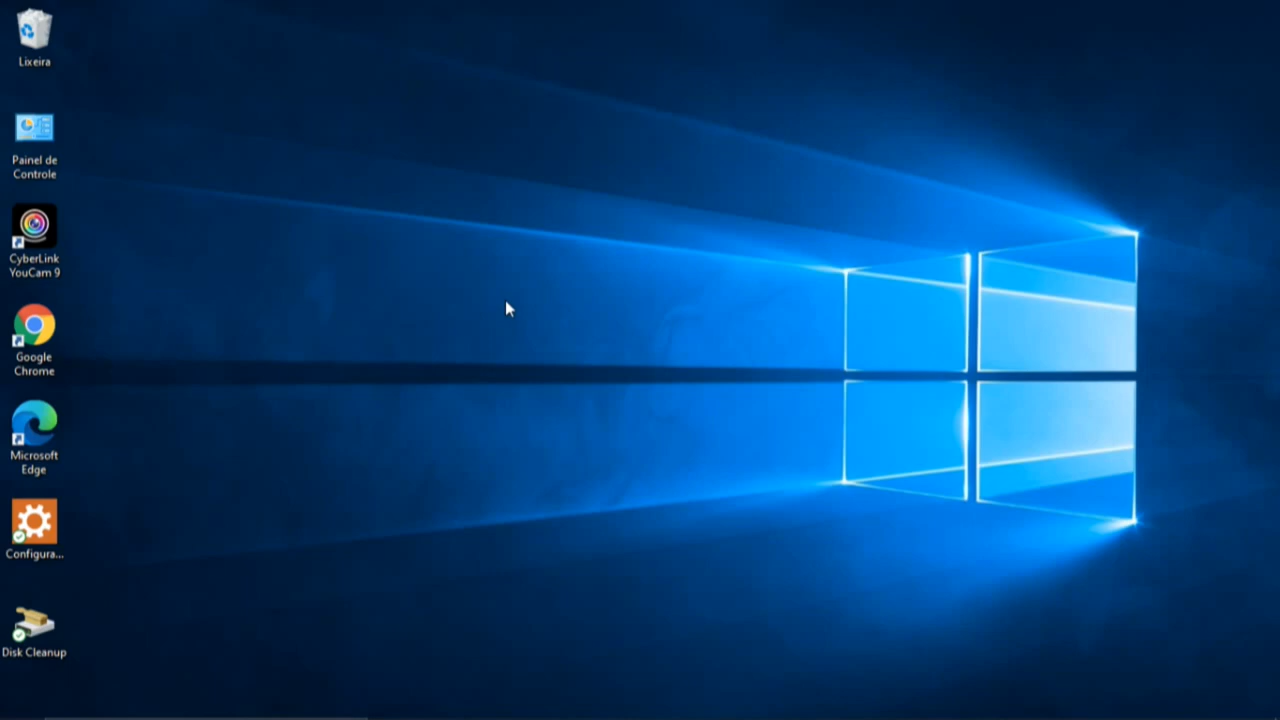 Lixeira
Painel de
Controle
CyberLink
YouCam 9
Google
Chrome
Microsoft
Edge
Configura...
Disk Cleanup